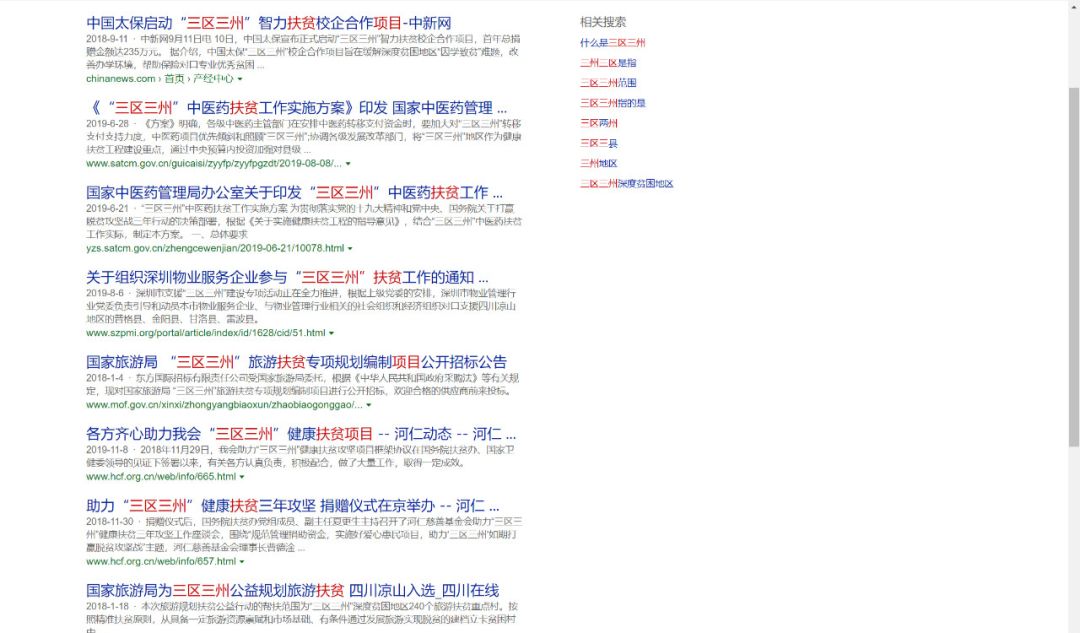 中国太保启动“三区三州”智力扶贫校企合作项目-中新网
2018-9-11 · 中新网9月11日电 10日，中国太保宣布正式启动“三区三州”智力扶贫校企合作项目，首年总捐
赠金额达235万元。 据介绍，中国太保“三区三州”校企合作项目旨在缓解深度贫困地区“因学致贫”难题，改
善办学环境，帮助保险对口专业优秀贫困 ...
chinanews.com › 首页 › 产经中心
《“三区三州”中医药扶贫工作实施方案》印发 国家中医药管理 ...
2019-6-28 · 《方案》明确，各级中医药主管部门在安排中医药转移支付资金时，要加大对“三区三州”转移
支付支持力度，中医药项目优先倾斜和照顾“三区三州”;协调各级发展改革部门，将“三区三州”地区作为健康
扶贫工程建设重点，通过中央预算内投资加强对县级 ...
www.satcm.gov.cn/guicaisi/zyyfp/zyyfpgzdt/2019-08-08/...
国家中医药管理局办公室关于印发“三区三州”中医药扶贫工作 ...
2019-6-21 · “三区三州”中医药扶贫工作实施方案 为贯彻落实党的十九大精神和党中央、国务院关于打赢
脱贫攻坚战三年行动的决策部署，根据《关于实施健康扶贫工程的指导意见》，结合“三区三州”中医药扶贫
工作实际，制定本方案。 一、总体要求
yzs.satcm.gov.cn/zhengcewenjian/2019-06-21/10078.html
关于组织深圳物业服务企业参与“三区三州”扶贫工作的通知 ...
2019-8-6 · 深圳市支援“三区三州”建设专项活动正在全力推进，根据上级党委的安排，深圳市物业管理行
业党委负责引导和动员本市物业服务企业、与物业管理行业相关的社会组织和经济组织对口支援四川凉山
地区的普格县、金阳县、甘洛县、雷波县。
www.szpmi.org/portal/article/index/id/1628/cid/51.html
国家旅游局 “三区三州”旅游扶贫专项规划编制项目公开招标公告
2018-1-4 · 东方国际招标有限责任公司受国家旅游局委托，根据《中华人民共和国政府采购法》等有关规
定，现对国家旅游局 “三区三州”旅游扶贫专项规划编制项目进行公开招标，欢迎合格的供应商前来投标。
www.mof.gov.cn/xinxi/zhongyangbiaoxun/zhaobiaogonggao/...
各方齐心助力我会“三区三州”健康扶贫项目 -- 河仁动态 -- 河仁 ...
2019-11-8 · 2018年11月29日，我会助力“三区三州”健康扶贫攻坚项目框架协议在国务院扶贫办、国家卫
健委领导的见证下签署以来，有关各方认真负责，积极配合，做了大量工作，取得一定成效。
www.hcf.org.cn/web/info/665.html
助力“三区三州”健康扶贫三年攻坚 捐赠仪式在京举办 -- 河仁 ...
2018-11-30 · 捐赠仪式后，国务院扶贫办党组成员、副主任夏更生主持召开了河仁慈善基金会助力“三区三
州”健康扶贫三年攻坚工作座谈会，围绕“规范管理捐助资金，实施好爱心惠民项目，助力‘三区三州’如期打
赢脱贫攻坚战”主题，河仁慈善基金会理事长曹德淦 ...
www.hcf.org.cn/web/info/657.html
国家旅游局为三区三州公益规划旅游扶贫 四川凉山入选_四川在线
2018-1-18 · 本次旅游规划扶贫公益行动的帮扶范围为“三区三州”深度贫困地区240个旅游扶贫重点村。按
照精准扶贫原则，从具备一定旅游资源禀赋和市场基础、有条件通过发展旅游实现脱贫的建档立卡贫困村
相关搜索
什么是三区三州
三州三区是指
三区三州范围
三区三州指的是
三区两州
三区三县
三州地区
三区三州深度贫困地区